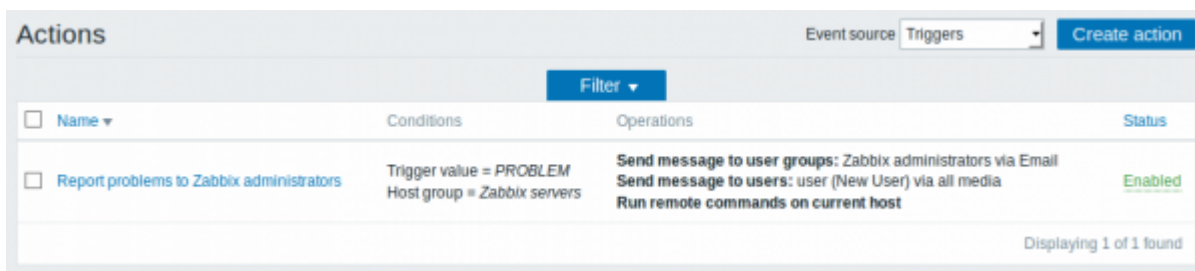 Actions Event source Triggers Create action
Filter
Name Conditions Operations Status
Report problems to Zabbix administrators Trigger value = PROBLEM Send message to user groups: Zabbix administrators via Email Enabled
Host group = Zabbix servers Send message to users: user (New User) via all media
Run remote commands on current host
Displaying 1 of 1 found